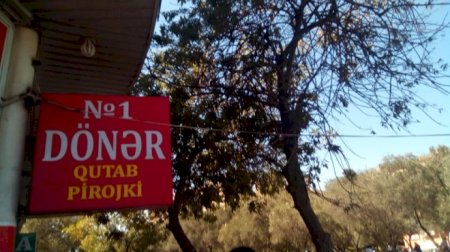 №1
DÖNƏR
QUTAB
PİROJKİ
A